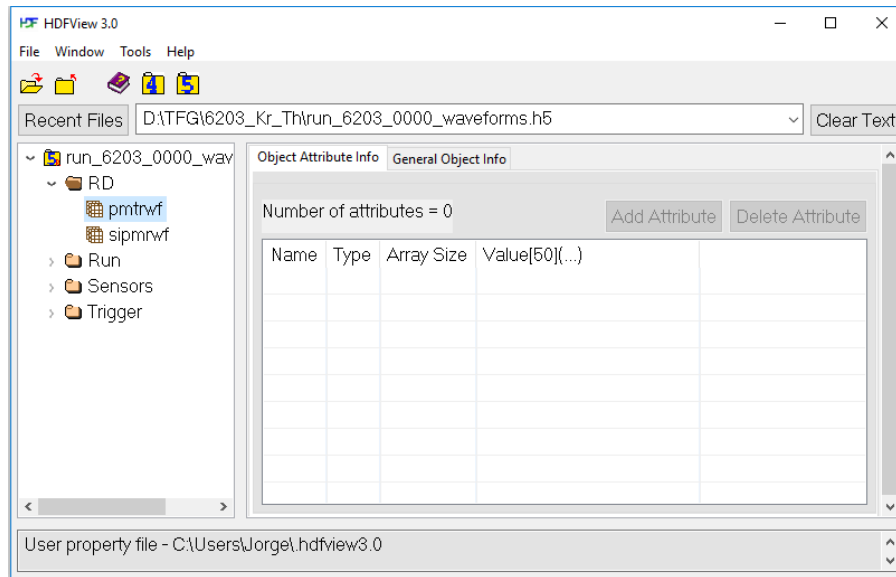 HDFView 3.0
File Window Tools Help
4 5
Recent Files D:\TFG\6203_Kr_Th\run_6203_0000_waveforms.h5 Clear Text
run_6203_0000_wav
RD
pmtrwf
sipmrwf
Run
Sensors
Trigger
Object Attribute Info General Object Info
Number of attributes = 0 Add Attribute Delete Attribute
Name Type Array Size Value[50](...)
User property file - C:\Users\Jorge\.hdfview3.0